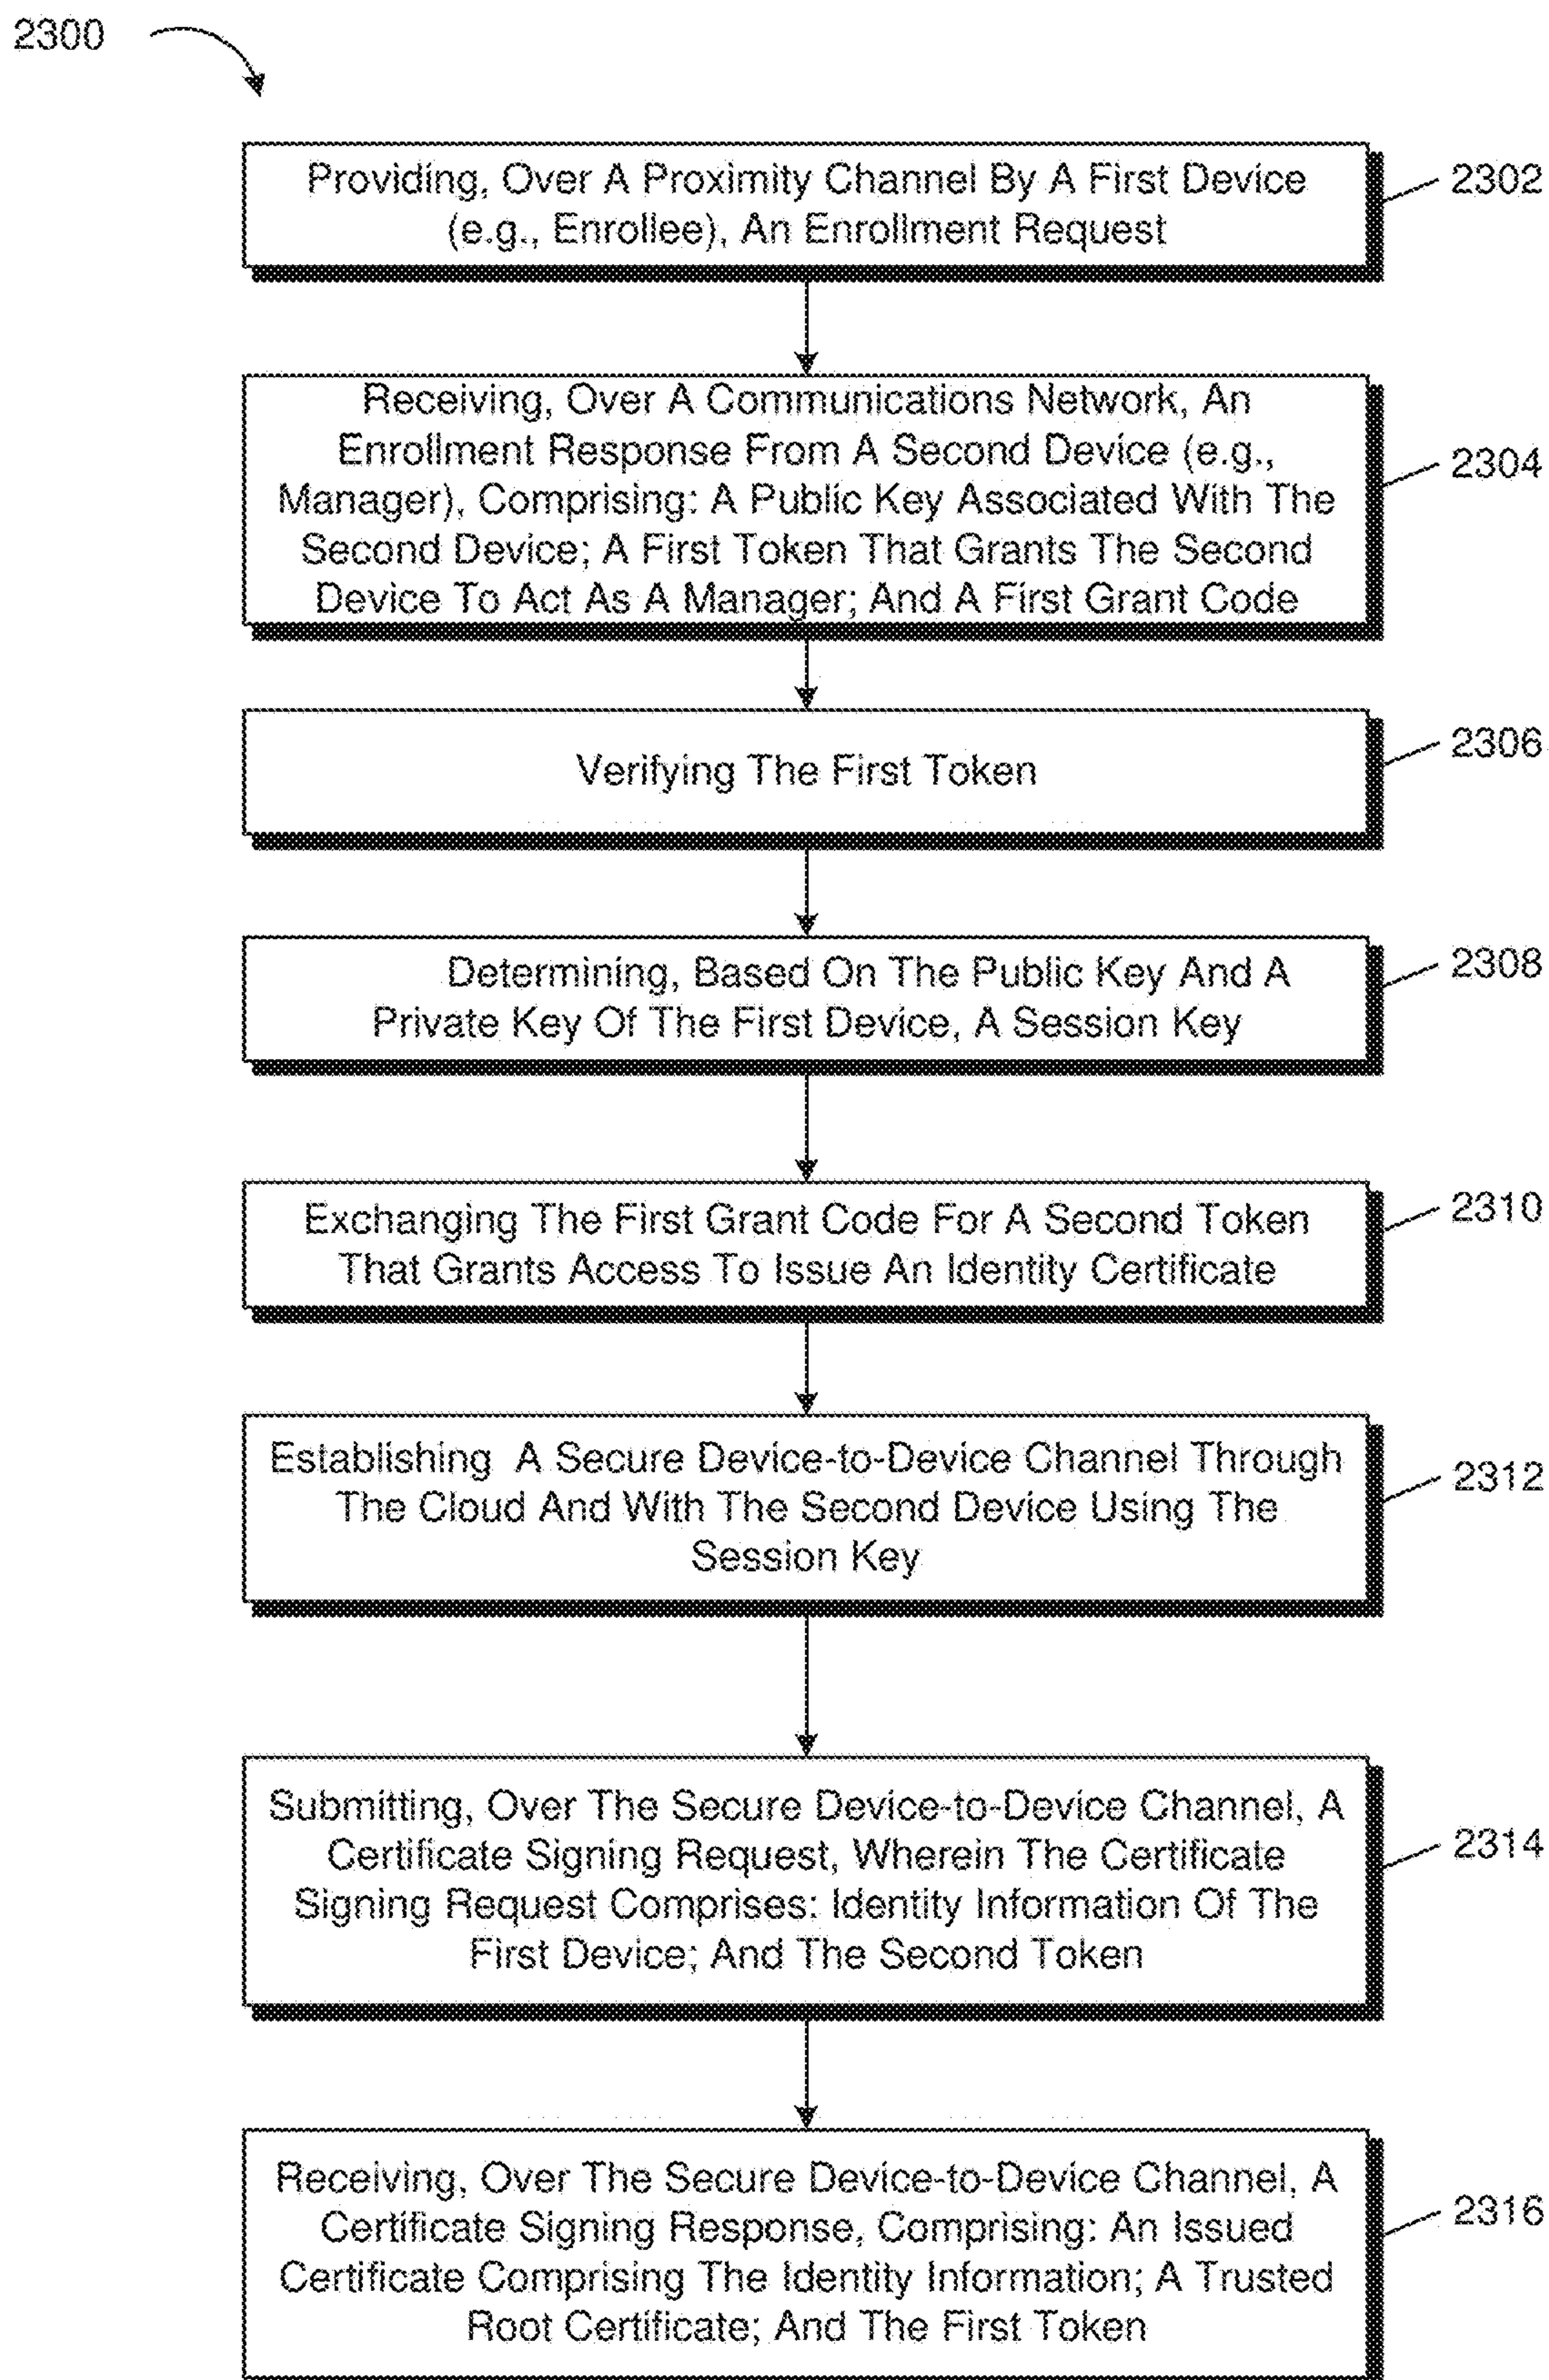 2300
Providing, Over A Proximity Channel By A First Device
(e.g., Enrollee), An Enrollment Request
2302
Receiving, Over A Communications Network, An
Enrollment Response From A Second Device (e.g.,
Manager), Comprising: A Public Key Associated With The
Second Device; A First Token That Grants The Second
Device To Act As A Manager; And A First Grant Code
2304
Verifying The First Token
2306
Determining, Based On The Public Key And A
Private Key Of The First Device, A Session Key
2308
Exchanging The First Grant Code For A Second Token
That Grants Access To Issue An Identity Certificate
2310
Establishing A Secure Device-to-Device Channel Through
The Cloud And With The Second Device Using The
Session Key
2312
Submitting, Over The Secure Device-to-Device Channel, A
Certificate Signing Request, Wherein The Certificate
Signing Request Comprises: Identity Information Of The
First Device; And The Second Token
2314
Receiving, Over The Secure Device-to-Device Channel, A
Certificate Signing Response, Comprising: An Issued
Certificate Comprising The Identity Information; A Trusted
Root Certificate; And The First Token
2316